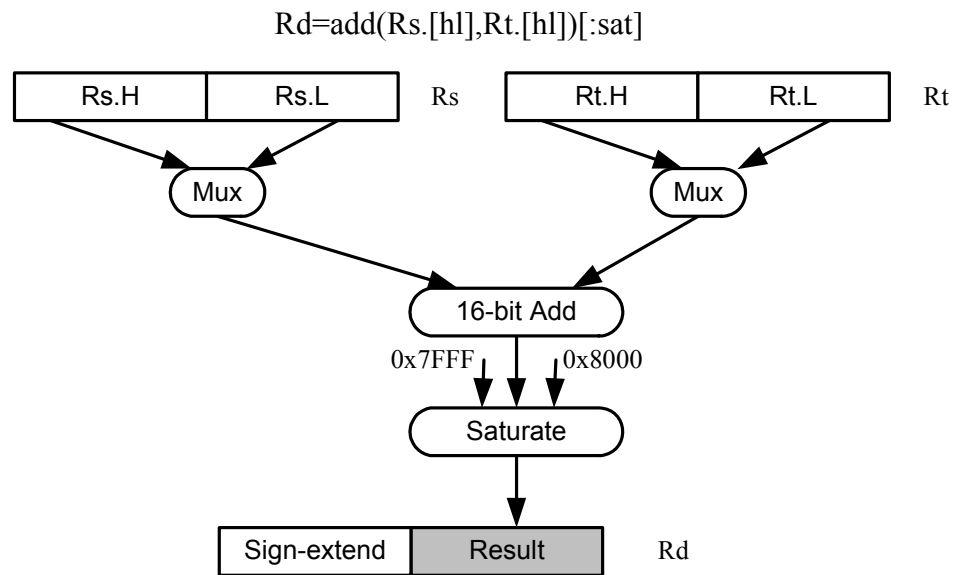 Rd=add(Rs.[hl],Rt.[hl])[:sat]
Rs.H Rs.L Rs Rt.H Rt.L Rt
Mux Mux
16-bit Add
0x7FFF 0x8000
Saturate
Sign-extend Result Rd